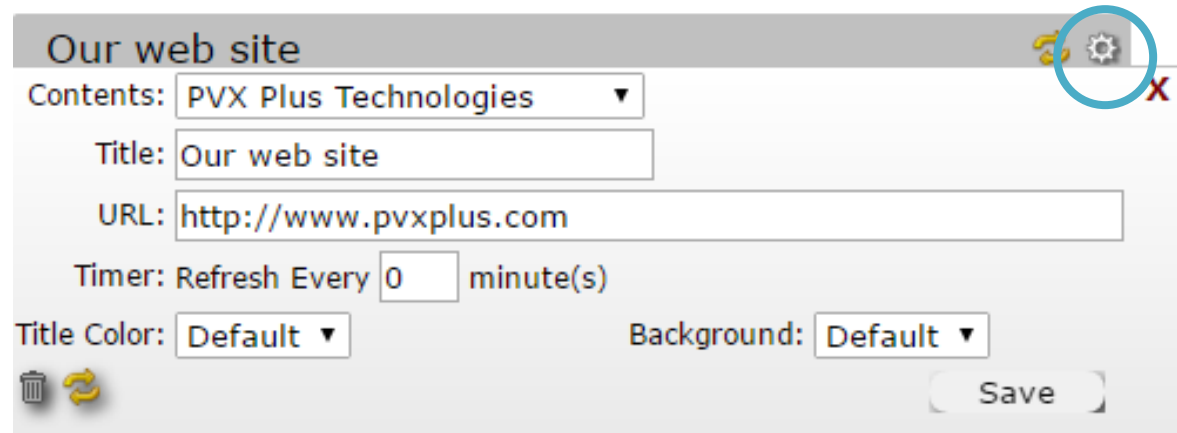 Our web site
X
Contents: PVX Plus Technologies
Title: Our web site
URL: http://www.pvxplus.com
Timer: Refresh Every 0 minute(s)
Title Color: Default Background: Default
Save